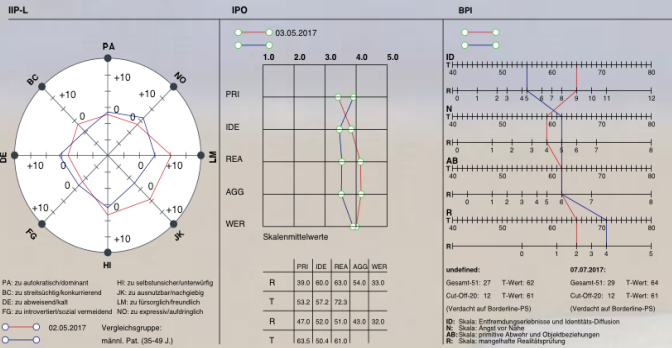 IIP-L
PA
BC
NO
+10
+10
+10
0
0
0
DE
+10
0
0
+10
LM
0
0
0
+10
+10
+10
FG
JK
HI
PA: zu autokratisch/dominant
HI: zu selbstunsicher/unterwürfig
BC: zu streitsüchtig/konkurrierend
JK: zu ausnutzbar/nachgiebig
DE: zu abweisend/kalt
LM: zu fürsorglich/freundlich
FG: zu introvertiert/sozial vermeidend
NO: zu expressiv/aufdringlich
02.05.2017
Vergleichsgruppe:
männl. Pat. (35-49 J.)
IPO
03.05.2017
1.0 2.0 3.0 4.0 5.0
PRI
IDE
REA
AGG
WER
Skalenmittelwerte
PRI IDE REA AGG WER
R 39.0 60.0 63.0 54.0 33.0
T 53.2 57.2 72.3
R 47.0 52.0 51.0 43.0 32.0
T 63.5 50.4 61.0
BPI
ID
T
40 50 60 70 80
R
0 1 2 3 4 5 6 7 8 9 10 11 12
N
T
40 50 60 70 80
R
0 1 2 3 4 5 6 7 8
AB
T
40 50 60 70 80
R
0 1 2 3 4 5 6 7 8
R
T
40 50 60 70 80
R
0 1 2 3 4 5
undefined:
Gesamt-51: 27 T-Wert: 62
Cut-Off-20: 12 T-Wert: 61
(Verdacht auf Borderline-PS)
07.07.2017:
Gesamt-51: 29 T-Wert: 64
Cut-Off-20: 12 T-Wert: 61
(Verdacht auf Borderline-PS)
ID: Skala: Entfremdungserlebnisse und Identitäts-Diffusion
N: Skala: Angst vor Nähe
AB: Skala: primitive Abwehr und Objektbeziehungen
R: Skala: mangelhafte Realitätsprüfung